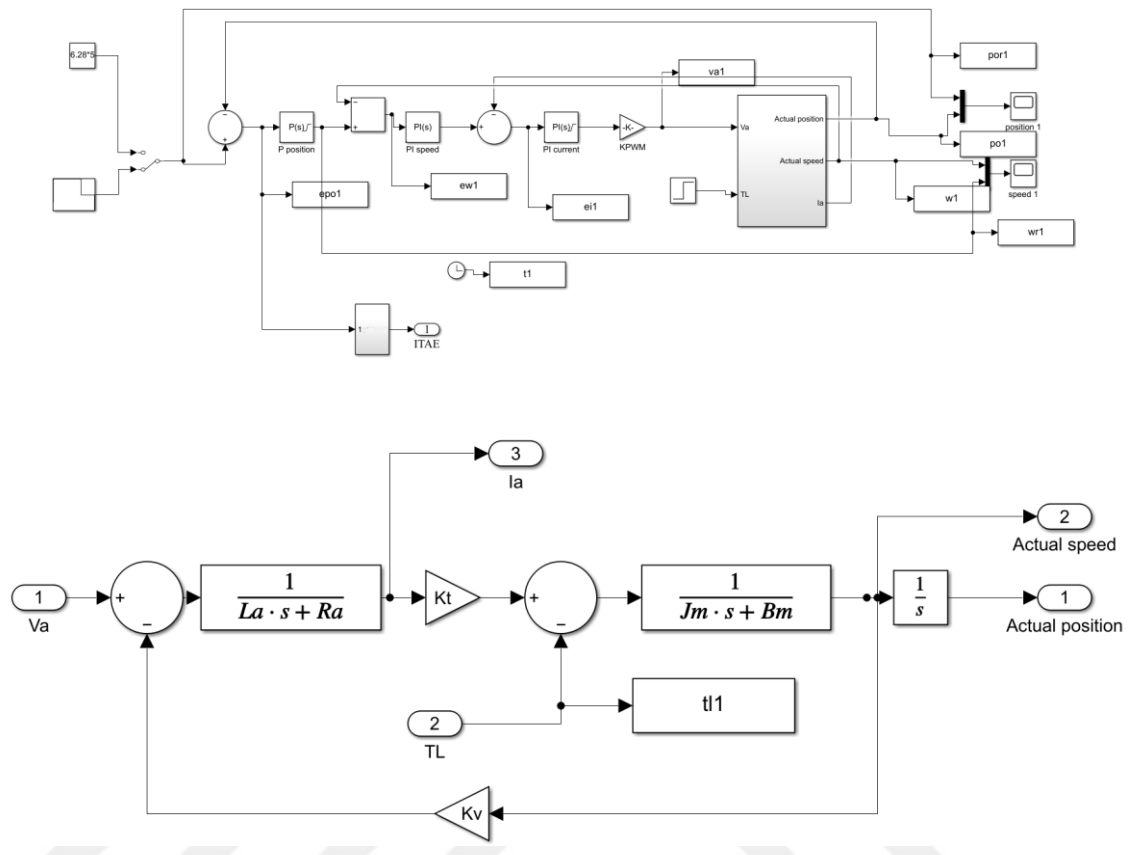 6.28*5
P(s)
P position
−
+
PI(s)
PI speed
PI(s)
PI current
-K-
KPWM
va1
Va
TL
Actual position
Actual speed
Ia
por1
position 1
po1
speed 1
w1
wr1
epo1
ew1
ei1
t1
1
1
ITAE
3
Ia
1
Va
+
−
1
La · s + Ra
Kt
+
−
1
Jm · s + Bm
1
s
2
Actual speed
1
Actual position
2
TL
tl1
Kv